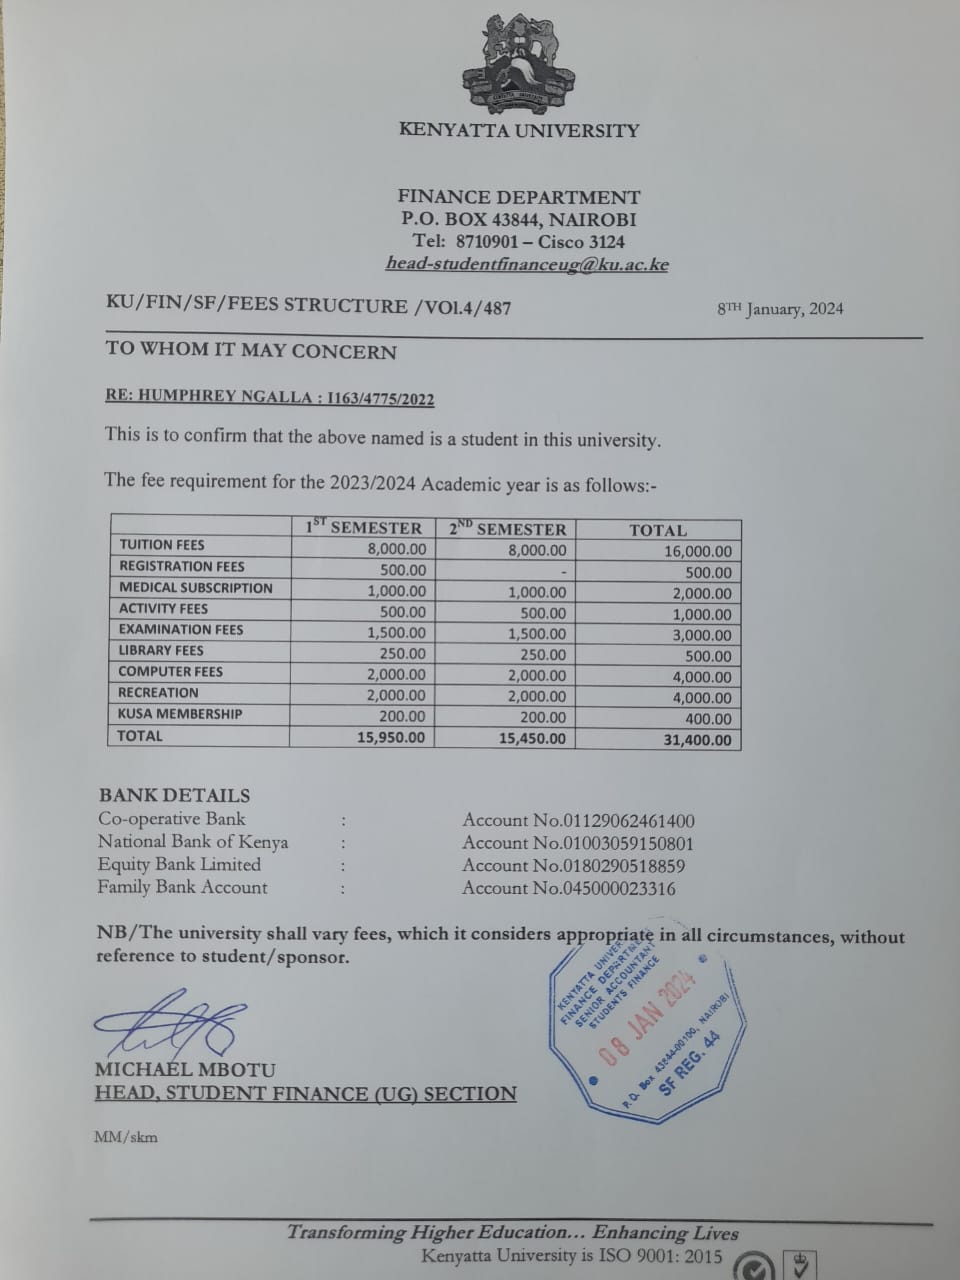 KENYATTA UNIVERSITY
FINANCE DEPARTMENT
P.O. BOX 43844, NAIROBI
Tel: 8710901 – Cisco 3124
head-studentfinanceug@ku.ac.ke
KU/FIN/SF/FEES STRUCTURE /VOl.4/487 8TH January, 2024
TO WHOM IT MAY CONCERN
RE: HUMPHREY NGALLA : I163/4775/2022
This is to confirm that the above named is a student in this university.
The fee requirement for the 2023/2024 Academic year is as follows:-
1ST SEMESTER 2ND SEMESTER TOTAL
TUITION FEES 8,000.00 8,000.00 16,000.00
REGISTRATION FEES 500.00 - 500.00
MEDICAL SUBSCRIPTION 1,000.00 1,000.00 2,000.00
ACTIVITY FEES 500.00 500.00 1,000.00
EXAMINATION FEES 1,500.00 1,500.00 3,000.00
LIBRARY FEES 250.00 250.00 500.00
COMPUTER FEES 2,000.00 2,000.00 4,000.00
RECREATION 2,000.00 2,000.00 4,000.00
KUSA MEMBERSHIP 200.00 200.00 400.00
TOTAL 15,950.00 15,450.00 31,400.00
BANK DETAILS
Co-operative Bank : Account No.01129062461400
National Bank of Kenya : Account No.01003059150801
Equity Bank Limited : Account No.0180290518859
Family Bank Account : Account No.045000023316
NB/The university shall vary fees, which it considers appropriate in all circumstances, without
reference to student/sponsor.
KENYATTA UNIVER
FINANCE DEPARTMEN
SENIOR ACCOUNTANT
STUDENTS FINANCE
08 JAN 2024
P.O. Box 43844-00100, NAIROBI
SF REG. 44
MICHAEL MBOTU
HEAD, STUDENT FINANCE (UG) SECTION
MM/skm
Transforming Higher Education... Enhancing Lives
Kenyatta University is ISO 9001: 2015